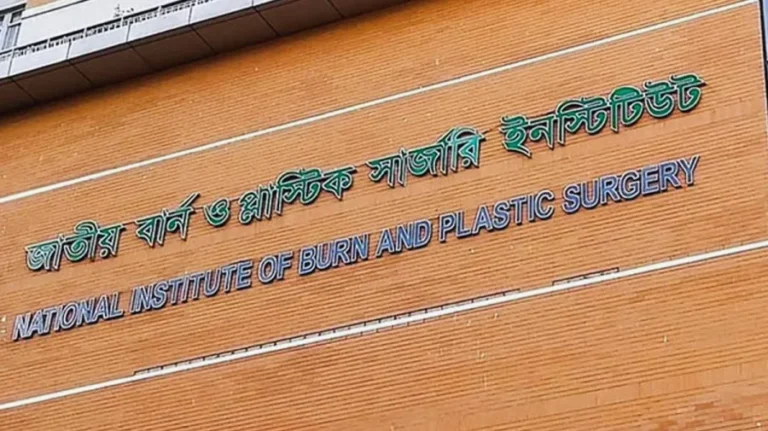 জাতীয় বার্ন ও প্লাস্টিক সার্জারি ইনস্টিটিউট
NATIONAL INSTITUTE OF BURN AND PLASTIC SURGERY